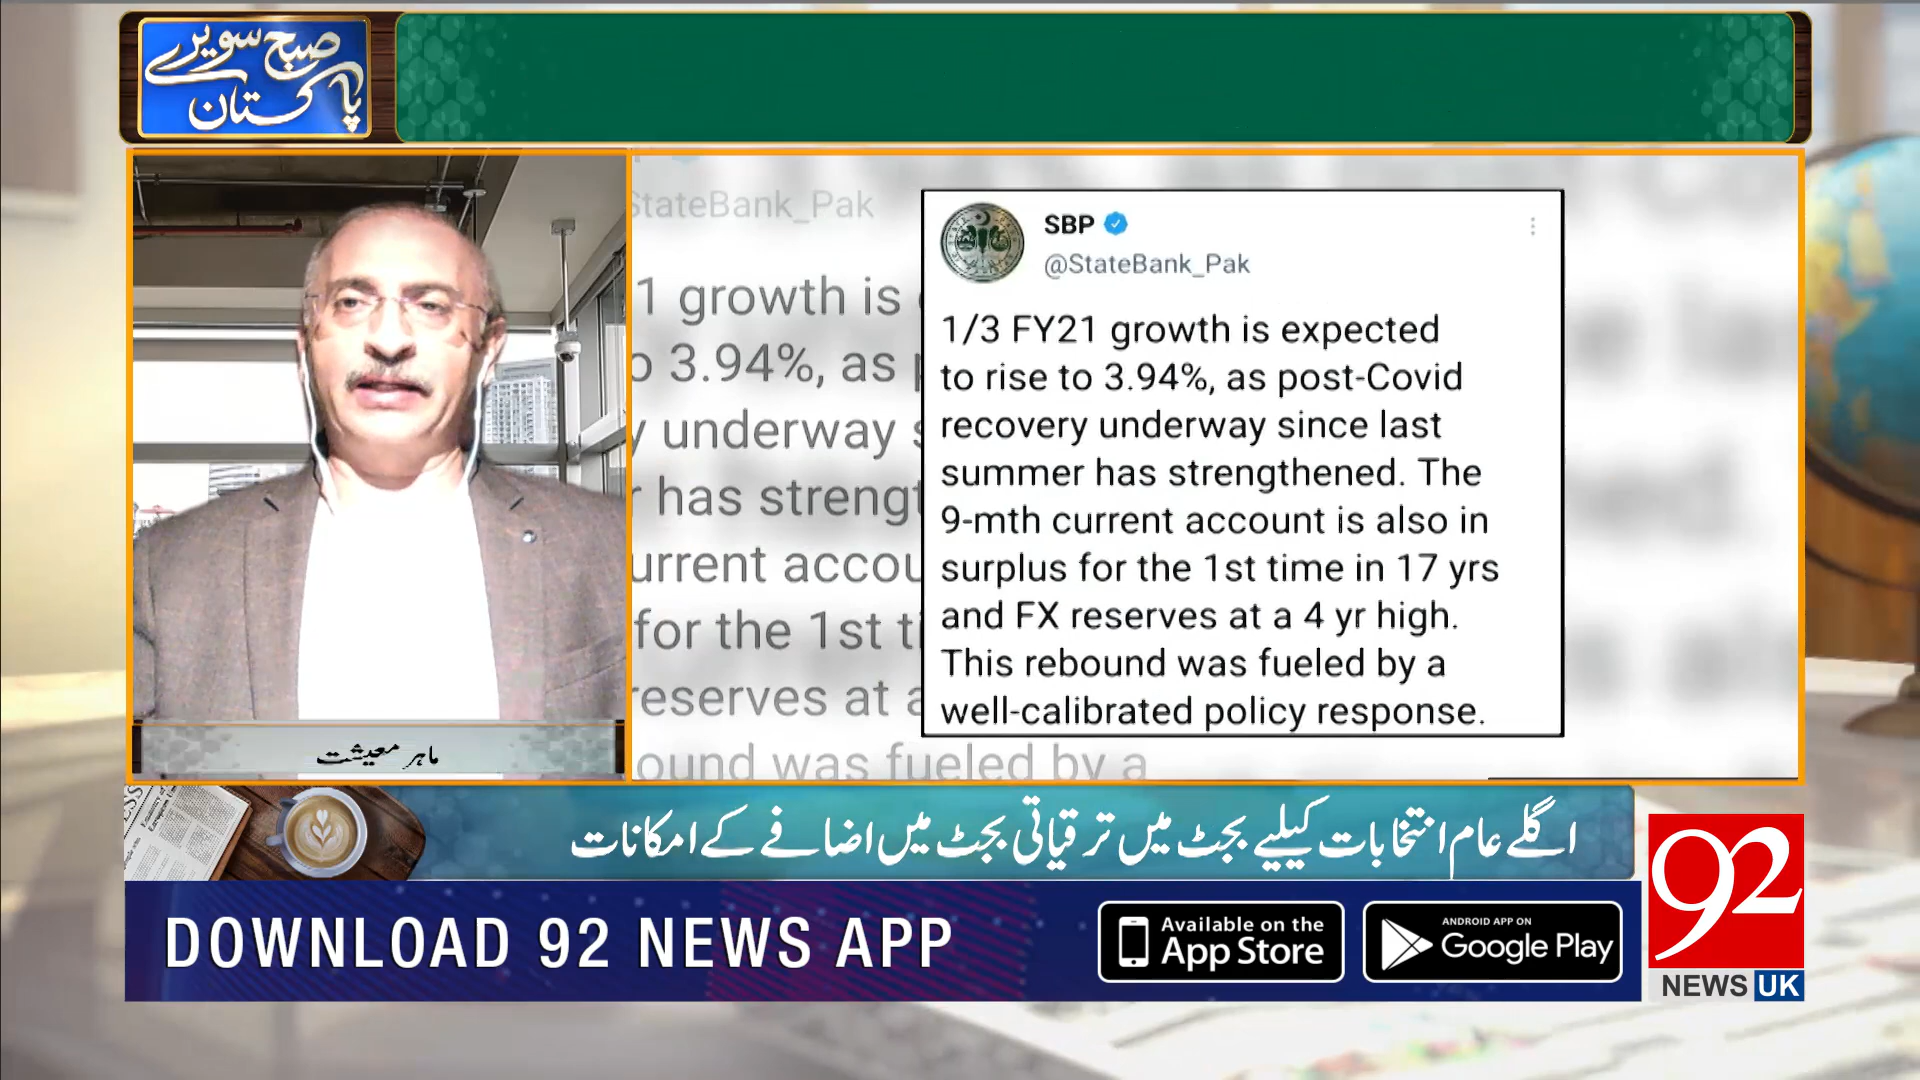 صبح سویرے
پاکستان
StateBank_Pak
1 growth is
o 3.94%, as p
y underway s
r has strengt
urrent accou
for the 1st ti
reserves at a
ound was fueled by a
SBP
@StateBank_Pak
1/3 FY21 growth is expected
to rise to 3.94%, as post-Covid
recovery underway since last
summer has strengthened. The
9-mth current account is also in
surplus for the 1st time in 17 yrs
and FX reserves at a 4 yr high.
This rebound was fueled by a
well-calibrated policy response.
ماہر معیشت
اگلے عام انتخابات کیلیے بجٹ میں ترقیاتی بجٹ میں اضافے کے امکانات
DOWNLOAD 92 NEWS APP
Available on the
App Store
ANDROID APP ON
Google Play
92
NEWS UK